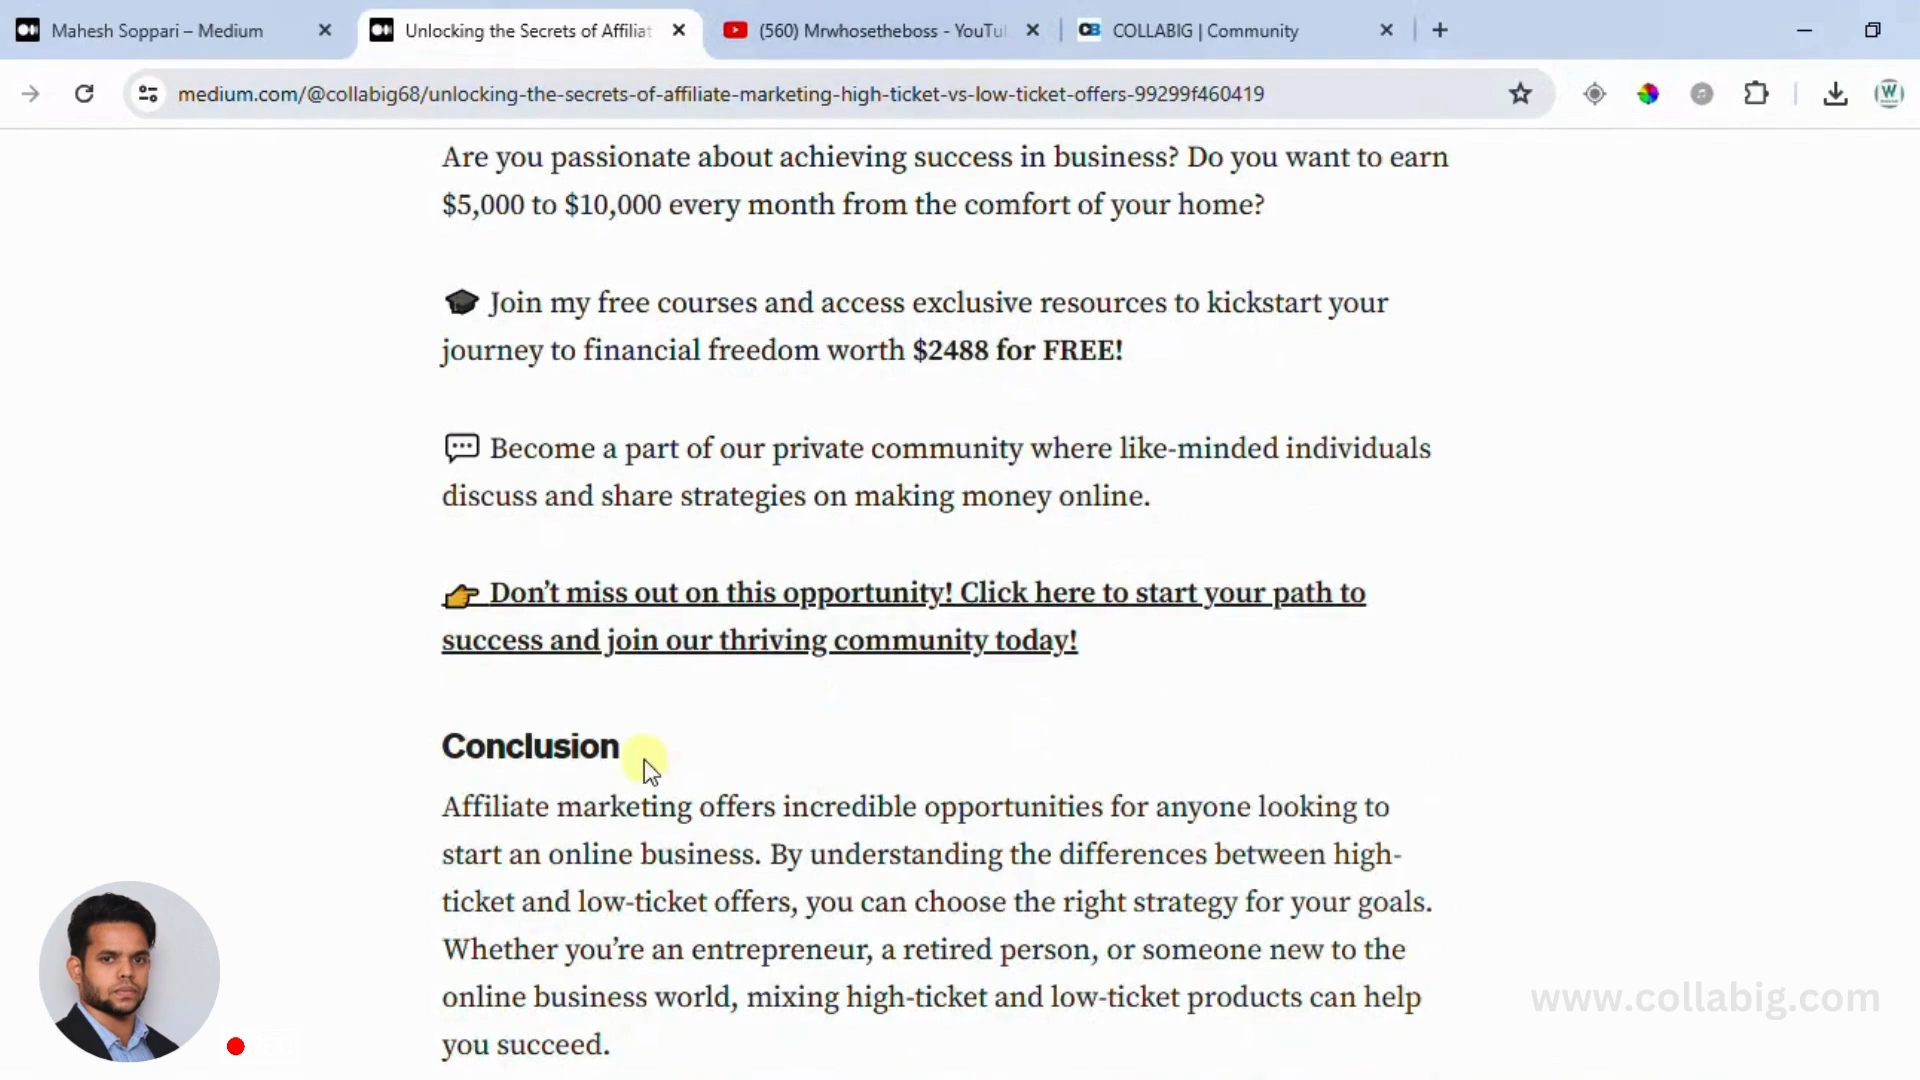 Mahesh Soppari – Medium
Unlocking the Secrets of Affiliat
(560) Mrwhosetheboss - YouTu
COLLABIG | Community
medium.com/@collabig68/unlocking-the-secrets-of-affiliate-marketing-high-ticket-vs-low-ticket-offers-99299f460419
Are you passionate about achieving success in business? Do you want to earn
$5,000 to $10,000 every month from the comfort of your home?
🎓 Join my free courses and access exclusive resources to kickstart your
journey to financial freedom worth $2488 for FREE!
💬 Become a part of our private community where like-minded individuals
discuss and share strategies on making money online.
👉 Don’t miss out on this opportunity! Click here to start your path to
success and join our thriving community today!
Conclusion
Affiliate marketing offers incredible opportunities for anyone looking to
start an online business. By understanding the differences between high-
ticket and low-ticket offers, you can choose the right strategy for your goals.
Whether you’re an entrepreneur, a retired person, or someone new to the
online business world, mixing high-ticket and low-ticket products can help
you succeed.
www.collabig.com